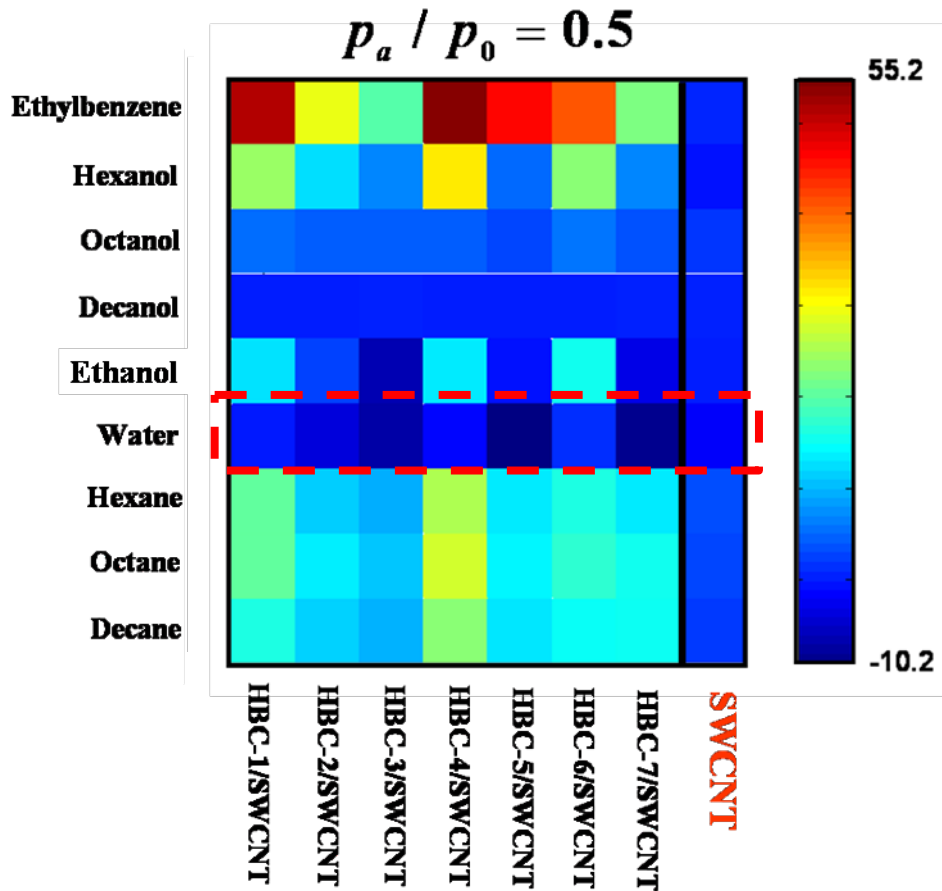 pa / p0 = 0.5
55.2
Ethylbenzene
Hexanol
Octanol
Decanol
Ethanol
Water
Hexane
Octane
Decane
-10.2
HBC-1/SWCNT
HBC-2/SWCNT
HBC-3/SWCNT
HBC-4/SWCNT
HBC-5/SWCNT
HBC-6/SWCNT
HBC-7/SWCNT
SWCNT